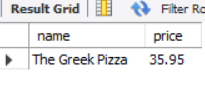 Result Grid Filter Ro
name price
The Greek Pizza 35.95